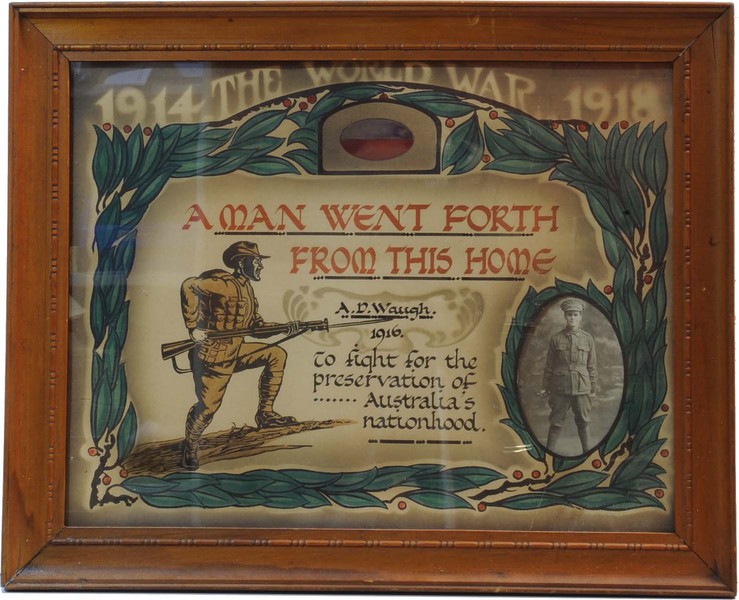 1914 THE WORLD WAR 1918
A MAN WENT FORTH
FROM THIS HOME
A. D. Waugh.
1916.
To fight for the
preservation of
....... Australia's
nationhood.